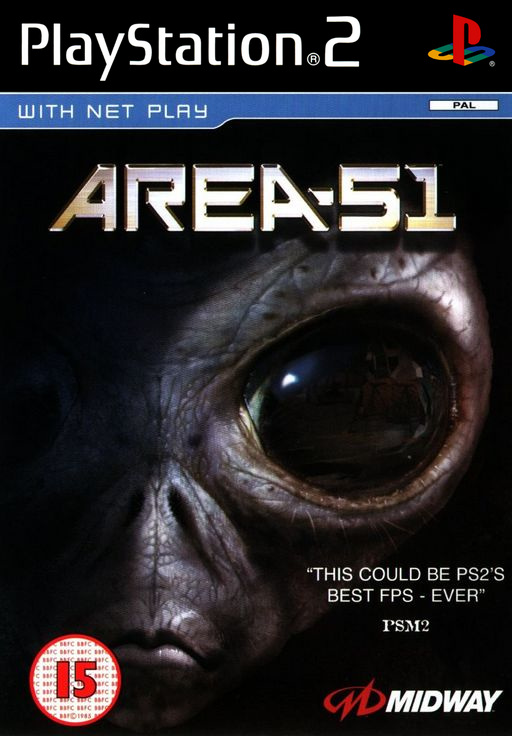 PlayStation®2
WITH NET PLAY
PAL
AREA-51
"THIS COULD BE PS2'S
BEST FPS - EVER"
PSM2
15
MIDWAY